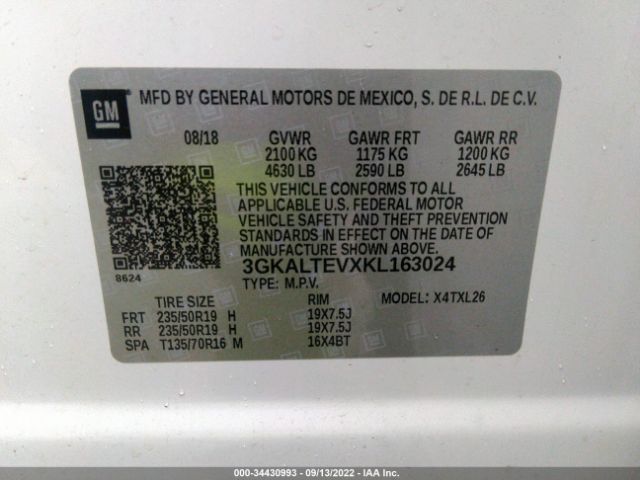 GM
MFD BY GENERAL MOTORS DE MEXICO, S. DE R.L. DE C.V.
08/18 GVWR GAWR FRT GAWR RR
2100 KG 1175 KG 1200 KG
4630 LB 2590 LB 2645 LB
THIS VEHICLE CONFORMS TO ALL
APPLICABLE U.S. FEDERAL MOTOR
VEHICLE SAFETY AND THEFT PREVENTION
STANDARDS IN EFFECT ON THE DATE OF
MANUFACTURE SHOWN ABOVE.
8624 3GKALTEVXKL163024
TYPE: M.P.V. MODEL: X4TXL26
TIRE SIZE RIM
FRT 235/50R19 H 19X7.5J
RR 235/50R19 H 19X7.5J
SPA T135/70R16 M 16X4BT
000-34430993 - 09/13/2022 - IAA Inc.